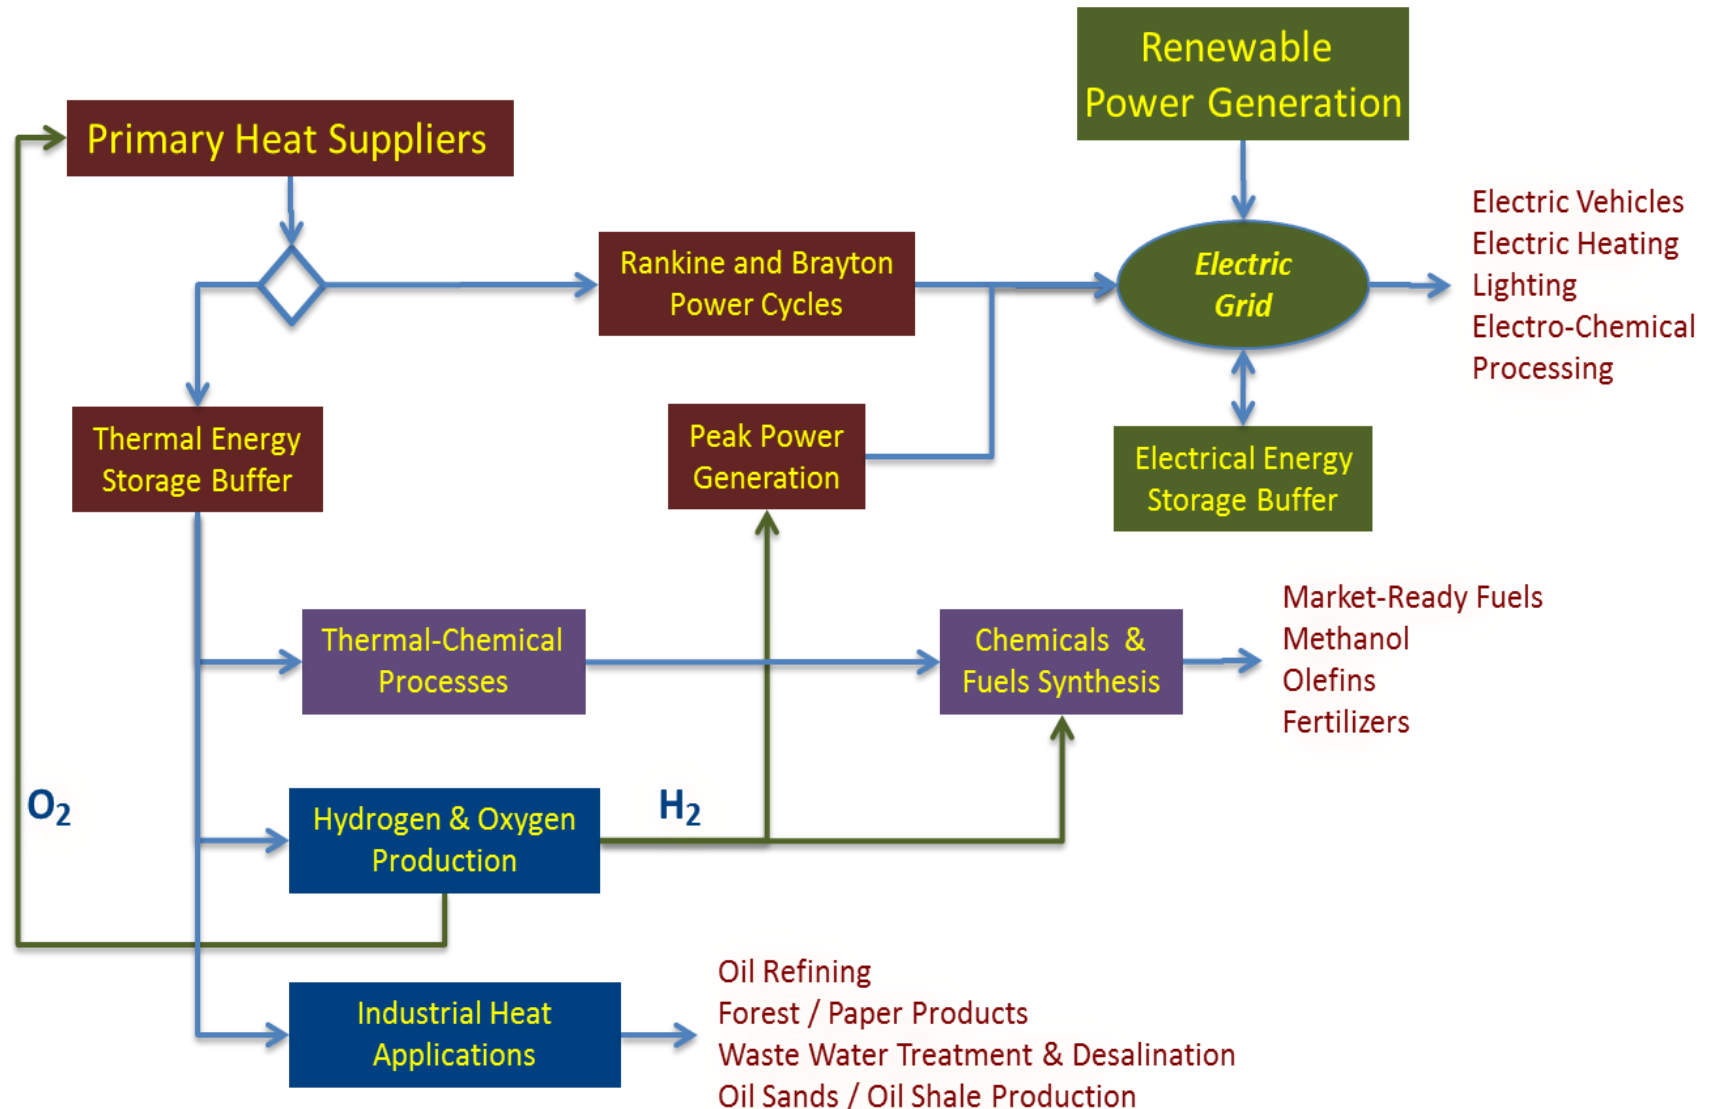 Renewable
Power Generation
Primary Heat Suppliers
Electric Vehicles
Electric Heating
Lighting
Electro-Chemical
Processing
Rankine and Brayton
Power Cycles
Electric
Grid
Thermal Energy
Storage Buffer
Peak Power
Generation
Electrical Energy
Storage Buffer
Thermal-Chemical
Processes
Chemicals &
Fuels Synthesis
Market-Ready Fuels
Methanol
Olefins
Fertilizers
O2
Hydrogen & Oxygen
Production
H2
Industrial Heat
Applications
Oil Refining
Forest / Paper Products
Waste Water Treatment & Desalination
Oil Sands / Oil Shale Production